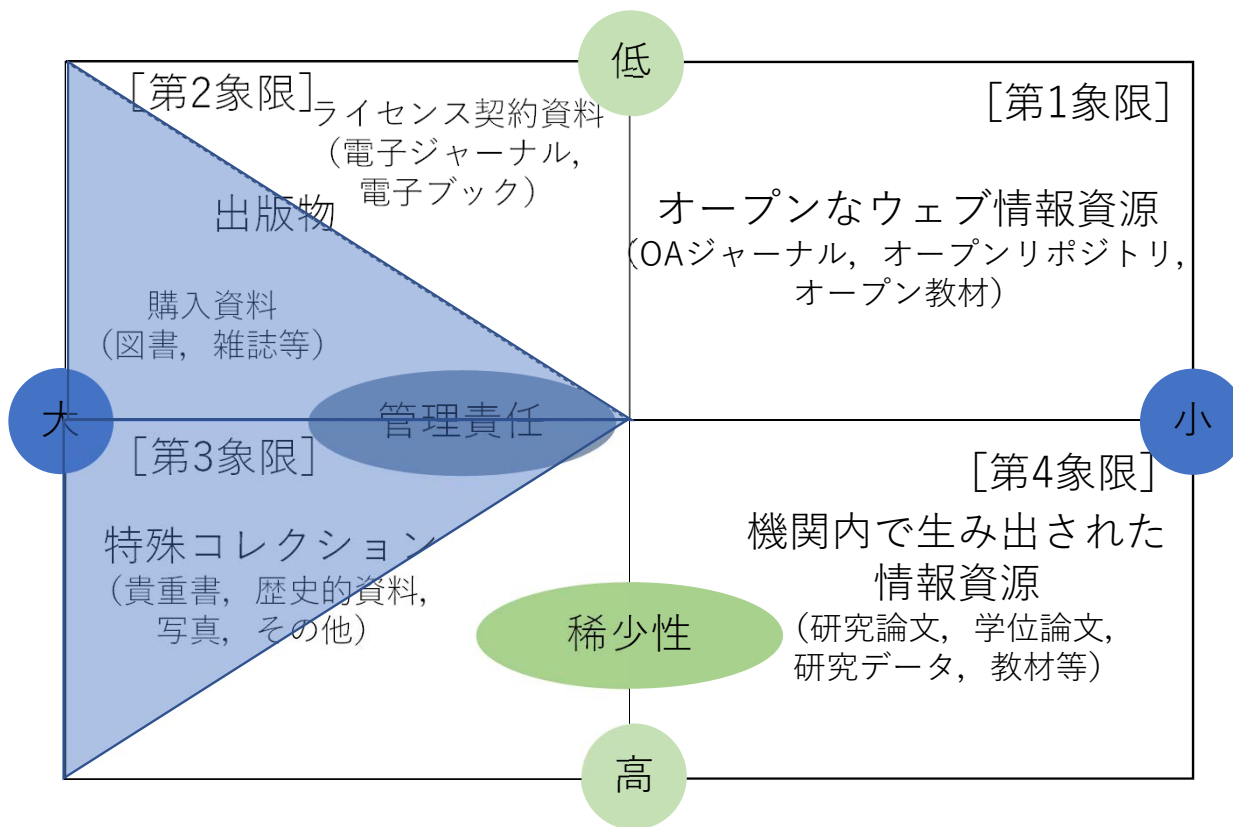 低
[第2象限]
ライセンス契約資料
(電子ジャーナル,
電子ブック)
出版物
購入資料
(図書, 雑誌等)
[第1象限]
オープンなウェブ情報資源
(OAジャーナル, オープンリポジトリ,
オープン教材)
大
管理責任
小
[第3象限]
特殊コレクション
(貴重書, 歴史的資料,
写真, その他)
[第4象限]
機関内で生み出された
情報資源
(研究論文, 学位論文,
研究データ, 教材等)
稀少性
高